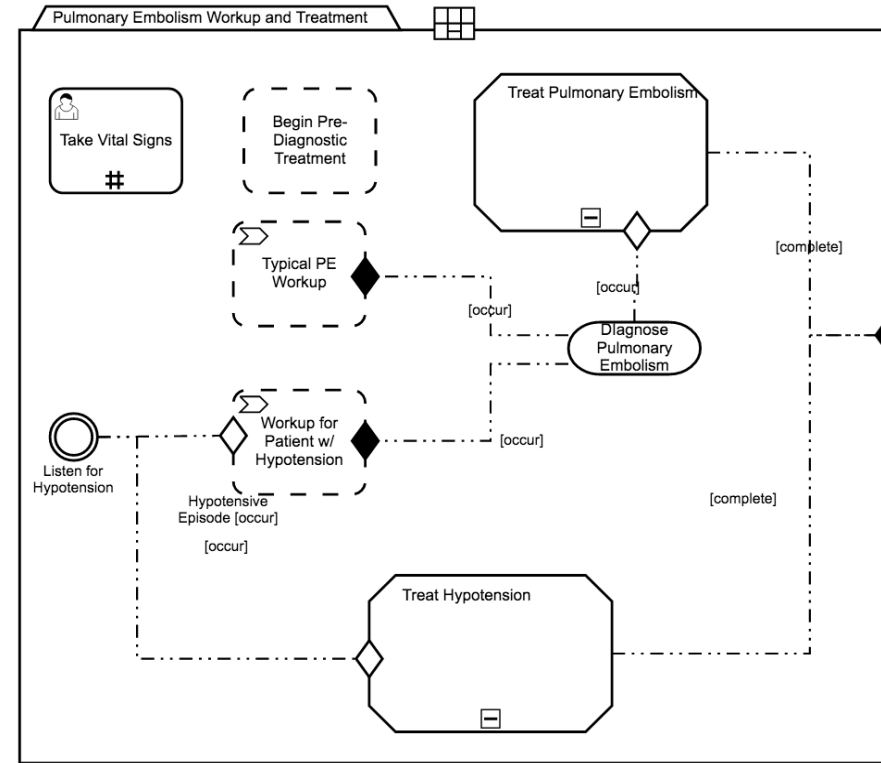 Pulmonary Embolism Workup and Treatment
Take Vital Signs
Begin Pre-
Diagnostic
Treatment
Treat Pulmonary Embolism
Typical PE
Workup
[complete]
[occur]
[occur]
DIagnose
Pulmonary
Embolism
Workup for
Patient w/
Hypotension
[occur]
Listen for
Hypotension
Hypotensive
Episode [occur]
[occur]
[complete]
Treat Hypotension